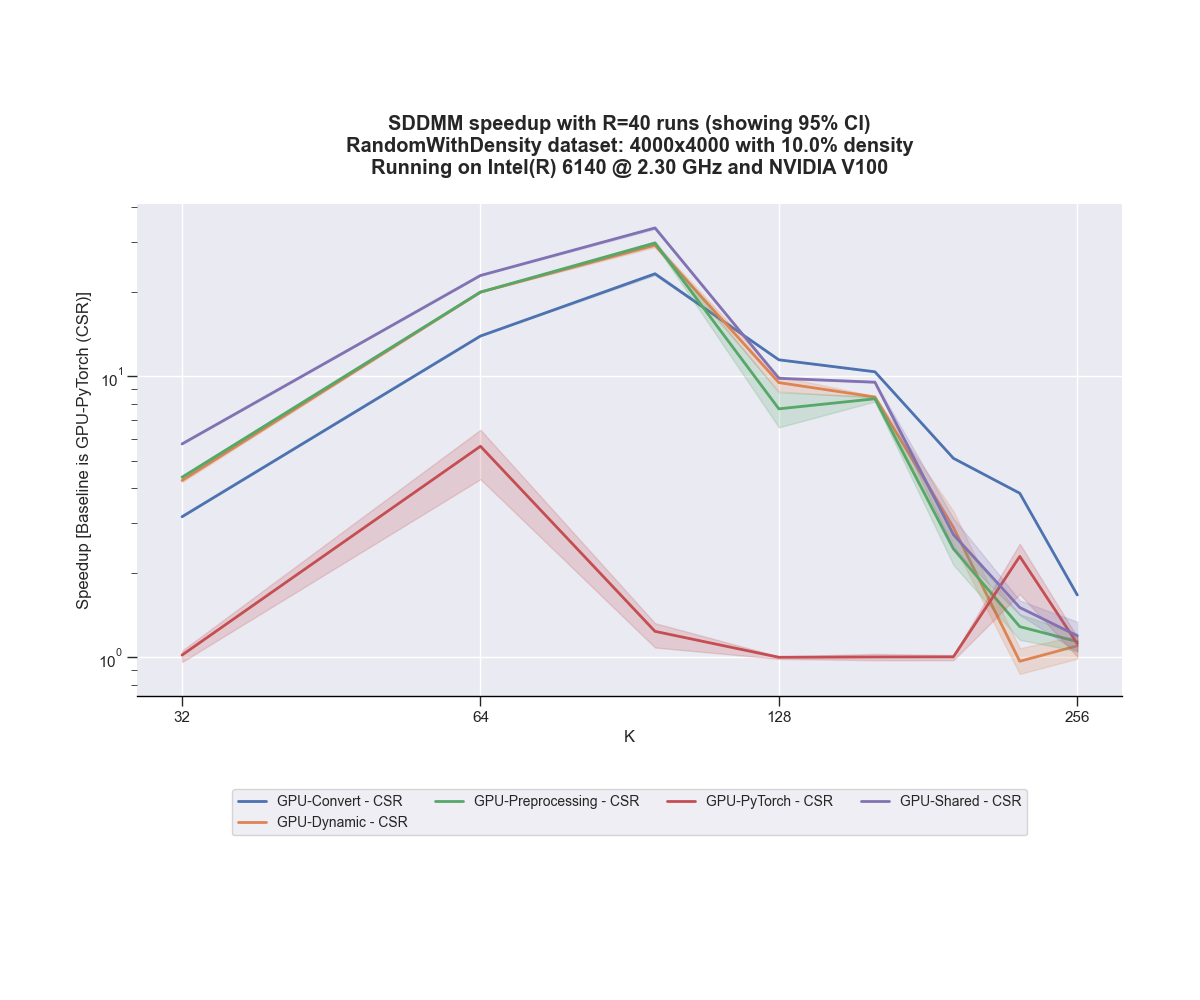 SDDMM speedup with R=40 runs (showing 95% CI)
RandomWithDensity dataset: 4000x4000 with 10.0% density
Running on Intel(R) 6140 @ 2.30 GHz and NVIDIA V100
Speedup [Baseline is GPU-PyTorch (CSR)]
10¹
10⁰
32 64 128 256
K
GPU-Convert - CSR GPU-Preprocessing - CSR GPU-PyTorch - CSR GPU-Shared - CSR
GPU-Dynamic - CSR